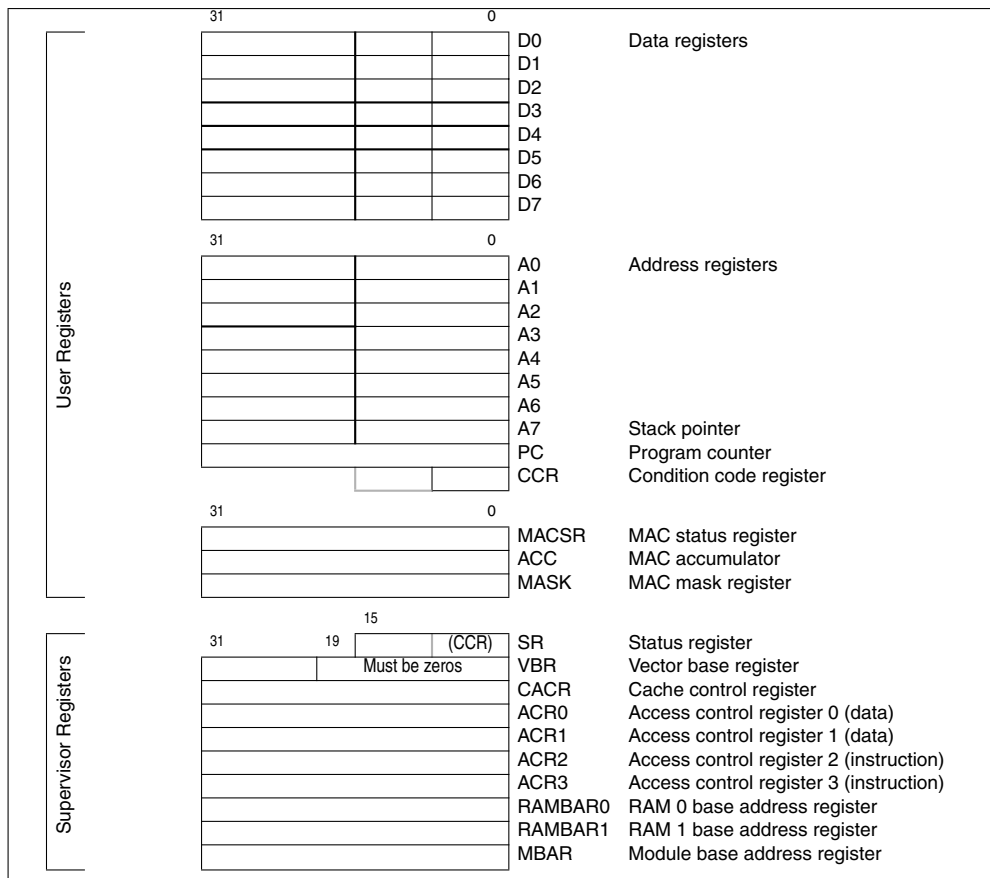 31 0
D0 Data registers
D1
D2
D3
D4
D5
D6
D7
31 0
A0 Address registers
A1
A2
A3
A4
A5
A6
A7 Stack pointer
PC Program counter
CCR Condition code register
31 0
MACSR MAC status register
ACC MAC accumulator
MASK MAC mask register
User Registers
15
31 19 (CCR) SR Status register
Must be zeros VBR Vector base register
CACR Cache control register
ACR0 Access control register 0 (data)
ACR1 Access control register 1 (data)
ACR2 Access control register 2 (instruction)
ACR3 Access control register 3 (instruction)
RAMBAR0 RAM 0 base address register
RAMBAR1 RAM 1 base address register
MBAR Module base address register
Supervisor Registers